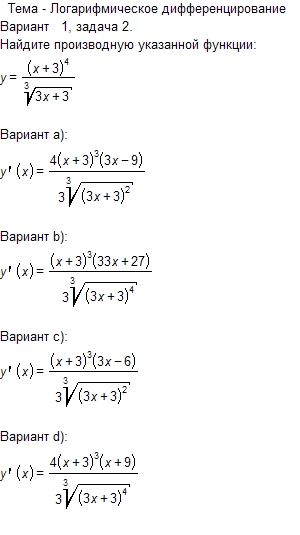 Тема - Логарифмическое дифференцирование
Вариант 1, задача 2.
Найдите производную указанной функции:
y = (x + 3)⁴ / ∛(3x + 3)
Вариант a):
y' (x) = 4(x + 3)³(3x – 9) / 3∛((3x + 3)²)
Вариант b):
y' (x) = (x + 3)³(33x + 27) / 3∛((3x + 3)⁴)
Вариант c):
y' (x) = (x + 3)³(3x – 6) / 3∛((3x + 3)²)
Вариант d):
y' (x) = 4(x + 3)³(x + 9) / 3∛((3x + 3)⁴)